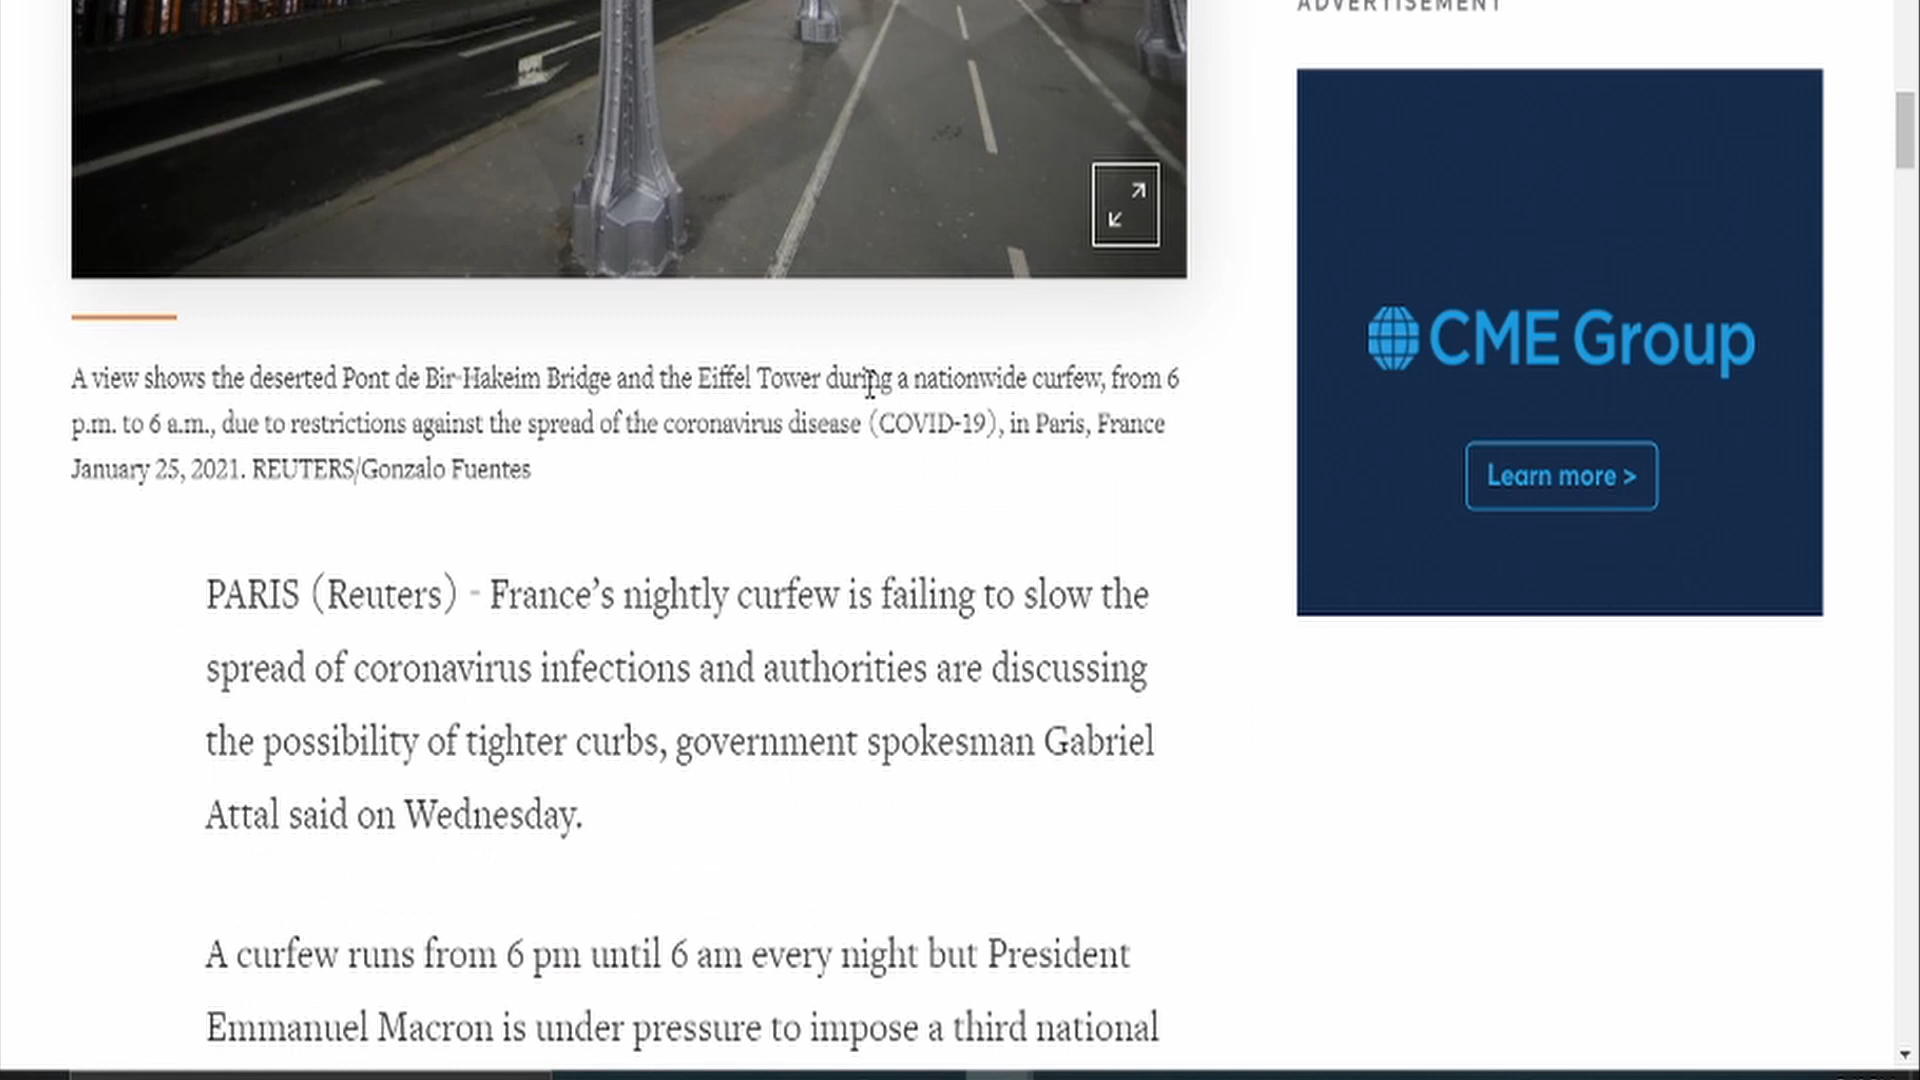 ADVERTISEMENT
CME Group
Learn more >
A view shows the deserted Pont de Bir-Hakeim Bridge and the Eiffel Tower during a nationwide curfew, from 6
p.m. to 6 a.m., due to restrictions against the spread of the coronavirus disease (COVID-19), in Paris, France
January 25, 2021. REUTERS/Gonzalo Fuentes
PARIS (Reuters) - France’s nightly curfew is failing to slow the
spread of coronavirus infections and authorities are discussing
the possibility of tighter curbs, government spokesman Gabriel
Attal said on Wednesday.
A curfew runs from 6 pm until 6 am every night but President
Emmanuel Macron is under pressure to impose a third national